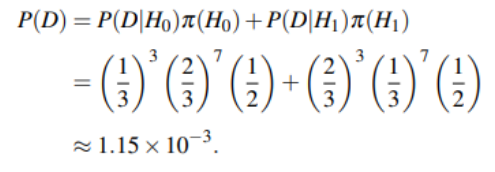 P(D) = P(D|H₀)π(H₀) + P(D|H₁)π(H₁)
= (1/3)³ (2/3)⁷ (1/2) + (2/3)³ (1/3)⁷ (1/2)
≈ 1.15 × 10⁻³.